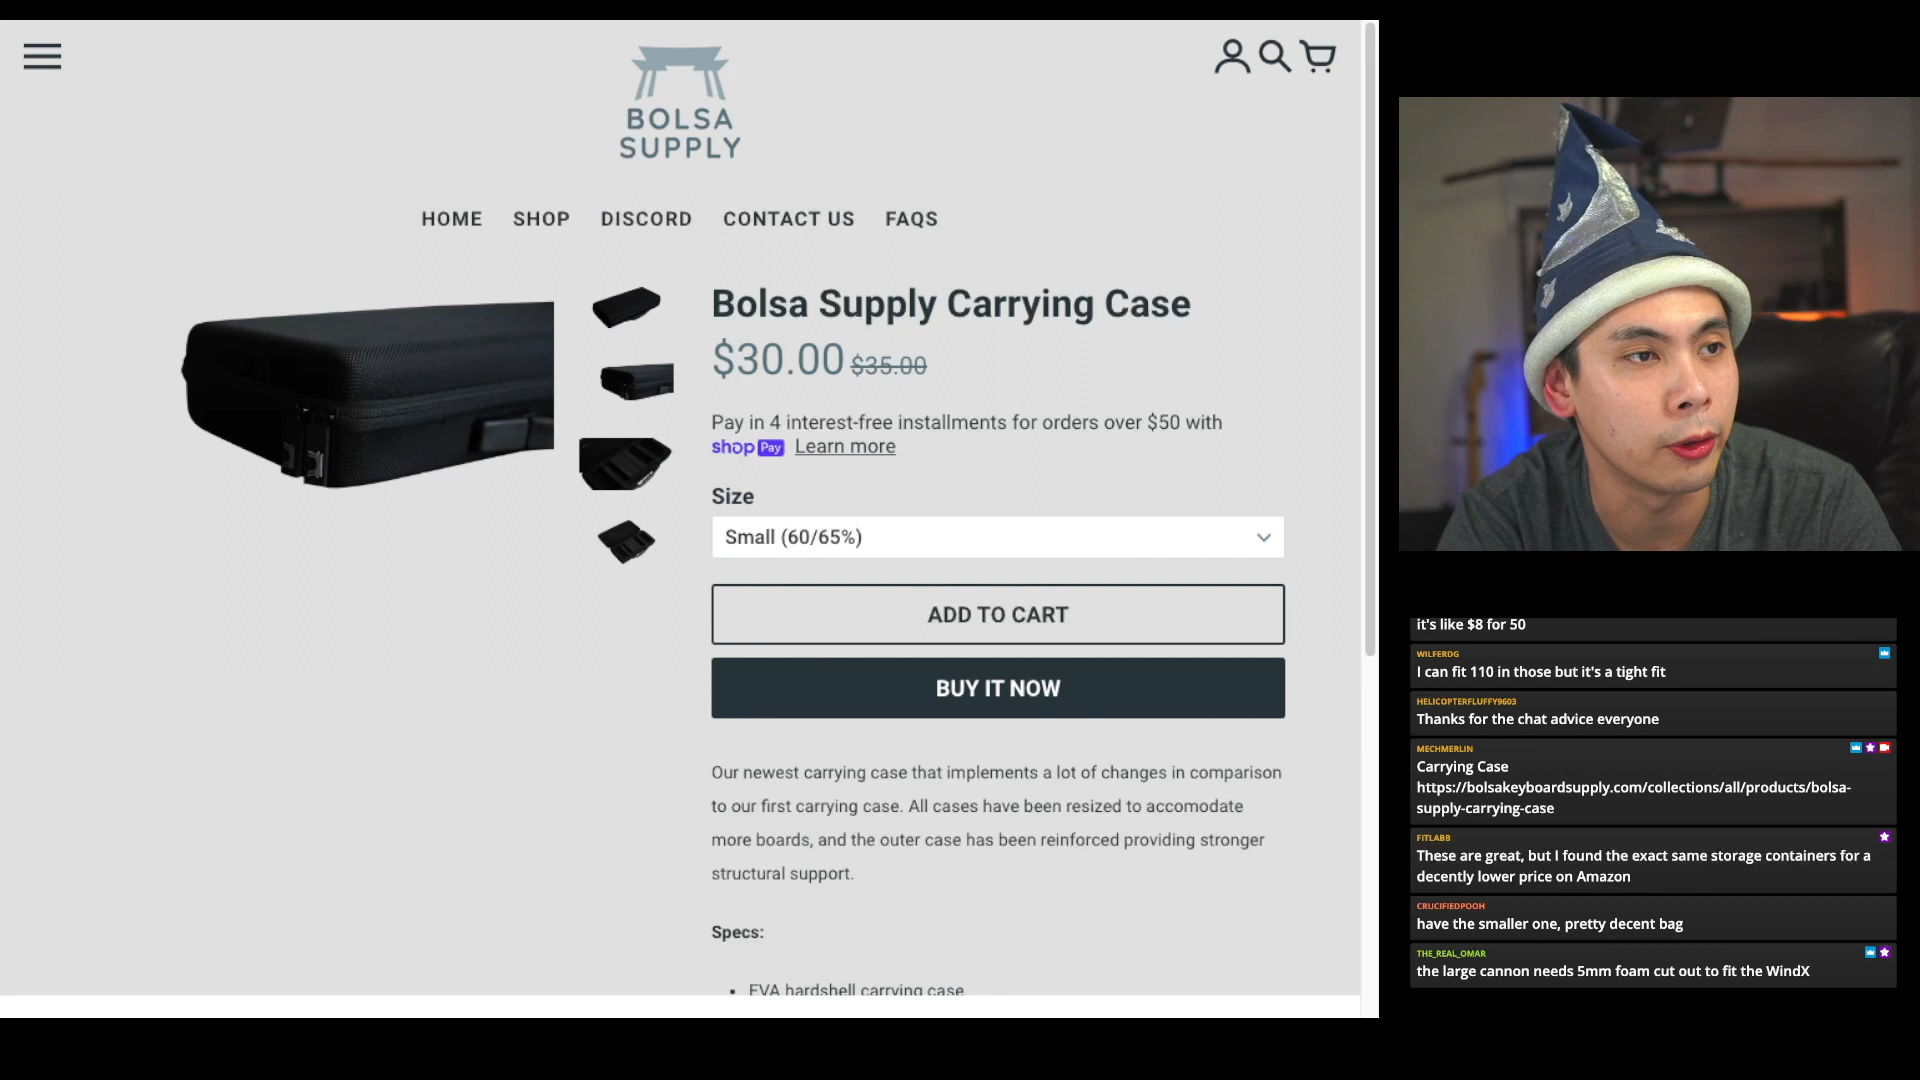 BOLSA
SUPPLY
HOME SHOP DISCORD CONTACT US FAQS
Bolsa Supply Carrying Case
$30.00 $35.00
Pay in 4 interest-free installments for orders over $50 with
shop Pay Learn more
Size
Small (60/65%)
ADD TO CART
BUY IT NOW
Our newest carrying case that implements a lot of changes in comparison
to our first carrying case. All cases have been resized to accomodate
more boards, and the outer case has been reinforced providing stronger
structural support.
Specs:
• EVA hardshell carrying case
it's like $8 for 50
WILFERDG
I can fit 110 in those but it's a tight fit
HELICOPTERFLUFFY9603
Thanks for the chat advice everyone
MECHMERLIN
Carrying Case
https://bolsakeyboardsupply.com/collections/all/products/bolsa-
supply-carrying-case
FITLABB
These are great, but I found the exact same storage containers for a
decently lower price on Amazon
CRUCIFIEDPOOH
have the smaller one, pretty decent bag
THE_REAL_OMAR
the large cannon needs 5mm foam cut out to fit the WindX